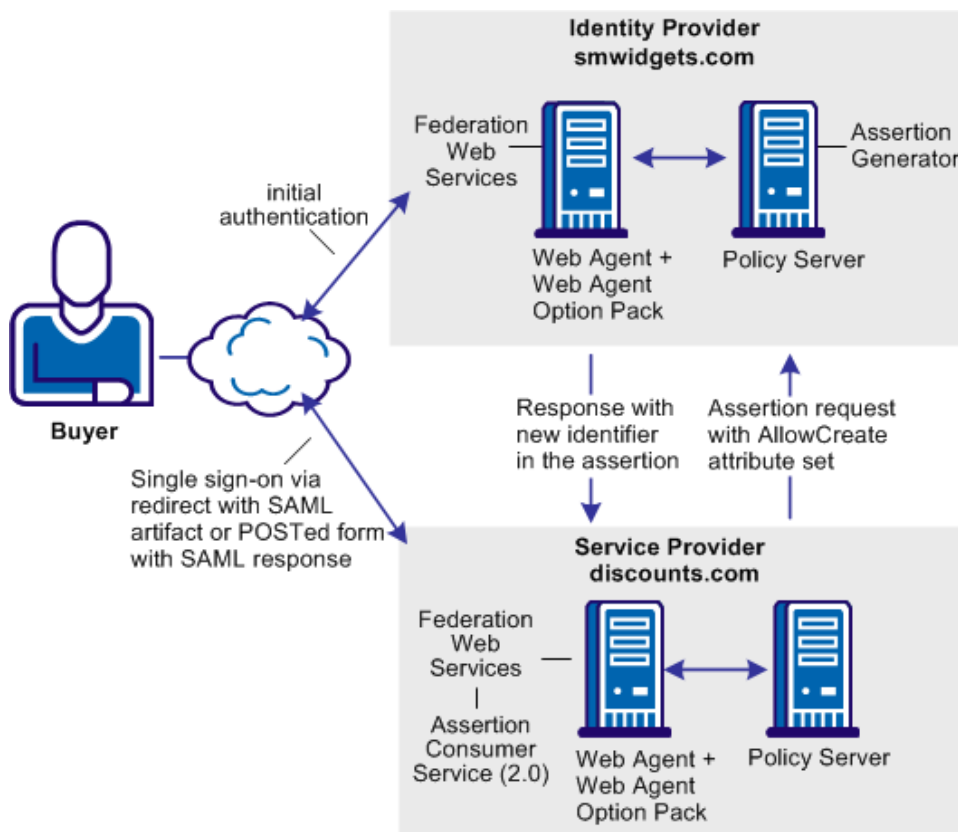 Identity Provider
smwidgets.com
Federation
Web
Services
Assertion
Generator
initial
authentication
Web Agent +
Web Agent
Option Pack
Policy Server
Buyer
Response with
new identifier
in the assertion
Assertion request
with AllowCreate
attribute set
Single sign-on via
redirect with SAML
artifact or POSTed form
with SAML response
Service Provider
discounts.com
Federation
Web
Services
Assertion
Consumer
Service (2.0)
Web Agent +
Web Agent
Option Pack
Policy Server